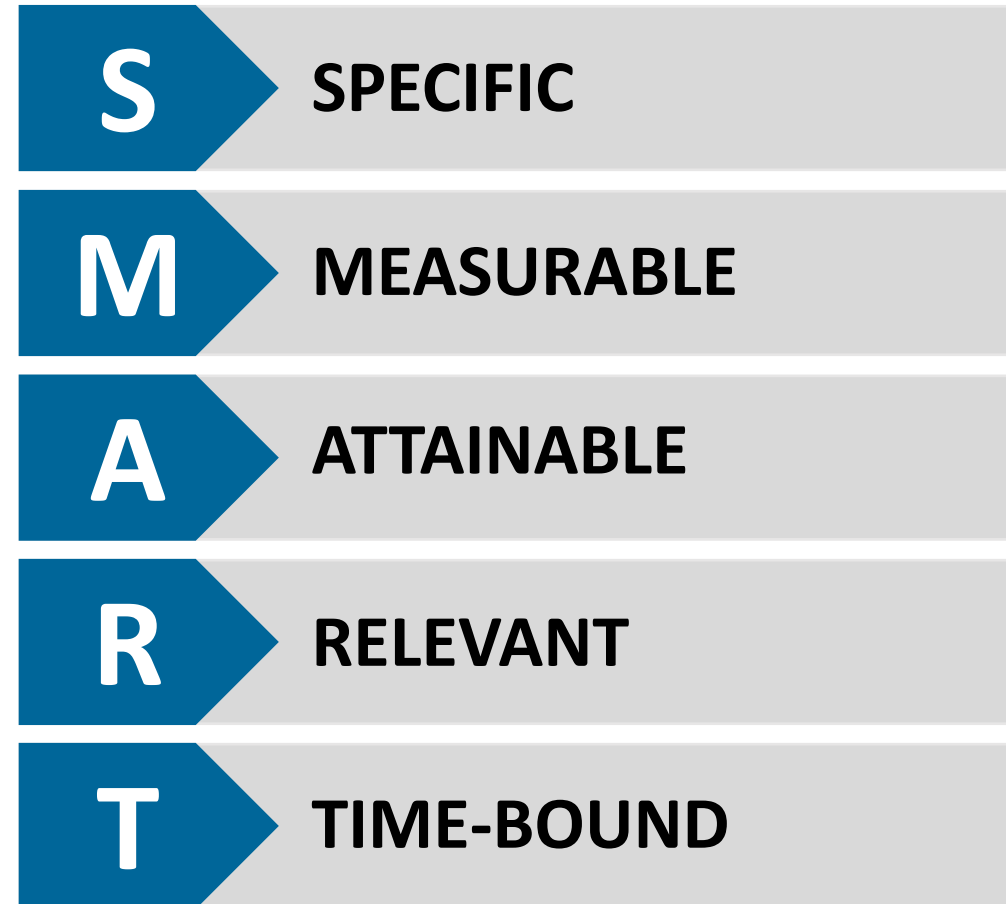 S SPECIFIC
M MEASURABLE
A ATTAINABLE
R RELEVANT
T TIME-BOUND